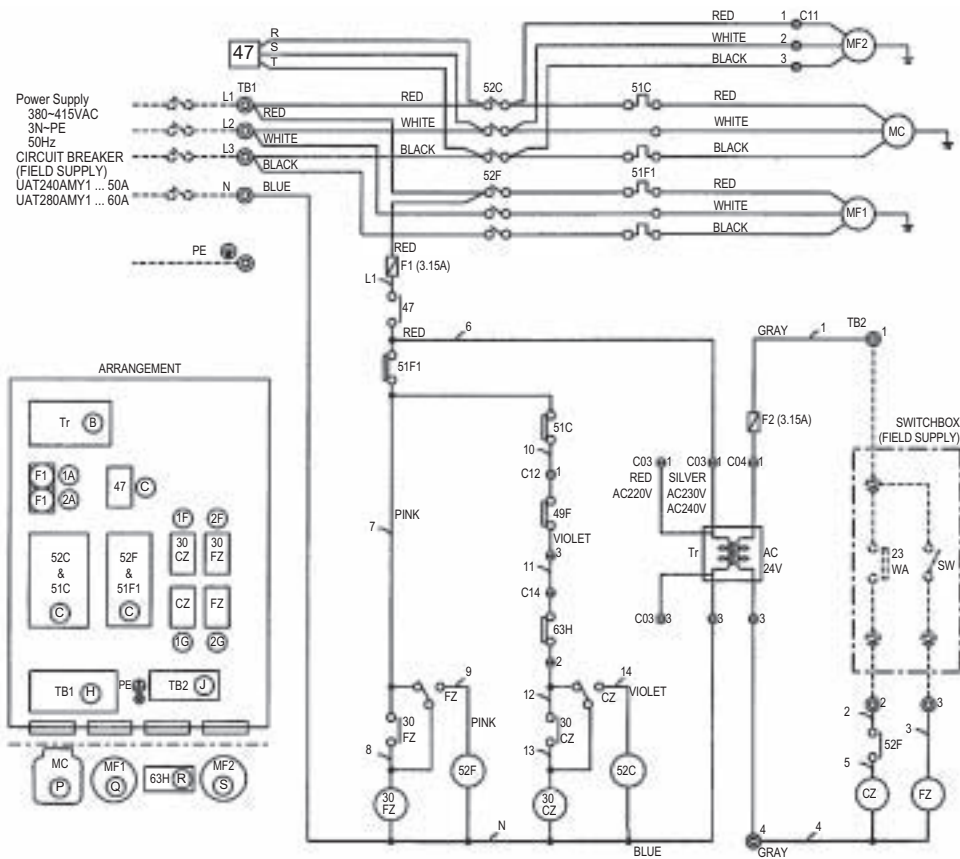 RED
1
C11
WHITE
2
BLACK
3
MF2
47
R
S
T
Power Supply
380~415VAC
3N~PE
50Hz
CIRCUIT BREAKER
(FIELD SUPPLY)
UAT240AMY1 ... 50A
UAT280AMY1 ... 60A
L1
TB1
RED
RED
52C
51C
RED
L2
WHITE
WHITE
WHITE
MC
L3
BLACK
BLACK
BLACK
N
BLUE
52F
51F1
RED
WHITE
BLACK
MF1
PE
RED
F1 (3.15A)
L1
47
RED
6
51F1
GRAY
1
TB2
1
F2 (3.15A)
SWITCHBOX
(FIELD SUPPLY)
51C
10
C12
1
49F
VIOLET
3
11
C14
63H
2
12
C03
1
RED
AC220V
C03
1
SILVER
AC230V
AC240V
C04
1
Tr
AC
24V
C03
3
3
3
23
WA
SW
7
PINK
9
FZ
PINK
30
FZ
8
52F
30
FZ
14
CZ
VIOLET
30
CZ
13
52C
30
CZ
N
BLUE
2
2
3
3
52F
5
CZ
FZ
4
4
GRAY
ARRANGEMENT
Tr
B
F1
1A
F1
2A
47
C
1F
2F
52C
&
51C
C
52F
&
51F1
C
30
CZ
30
FZ
CZ
FZ
1G
2G
TB1
H
PE
TB2
J
MC
P
MF1
Q
63H
R
MF2
S